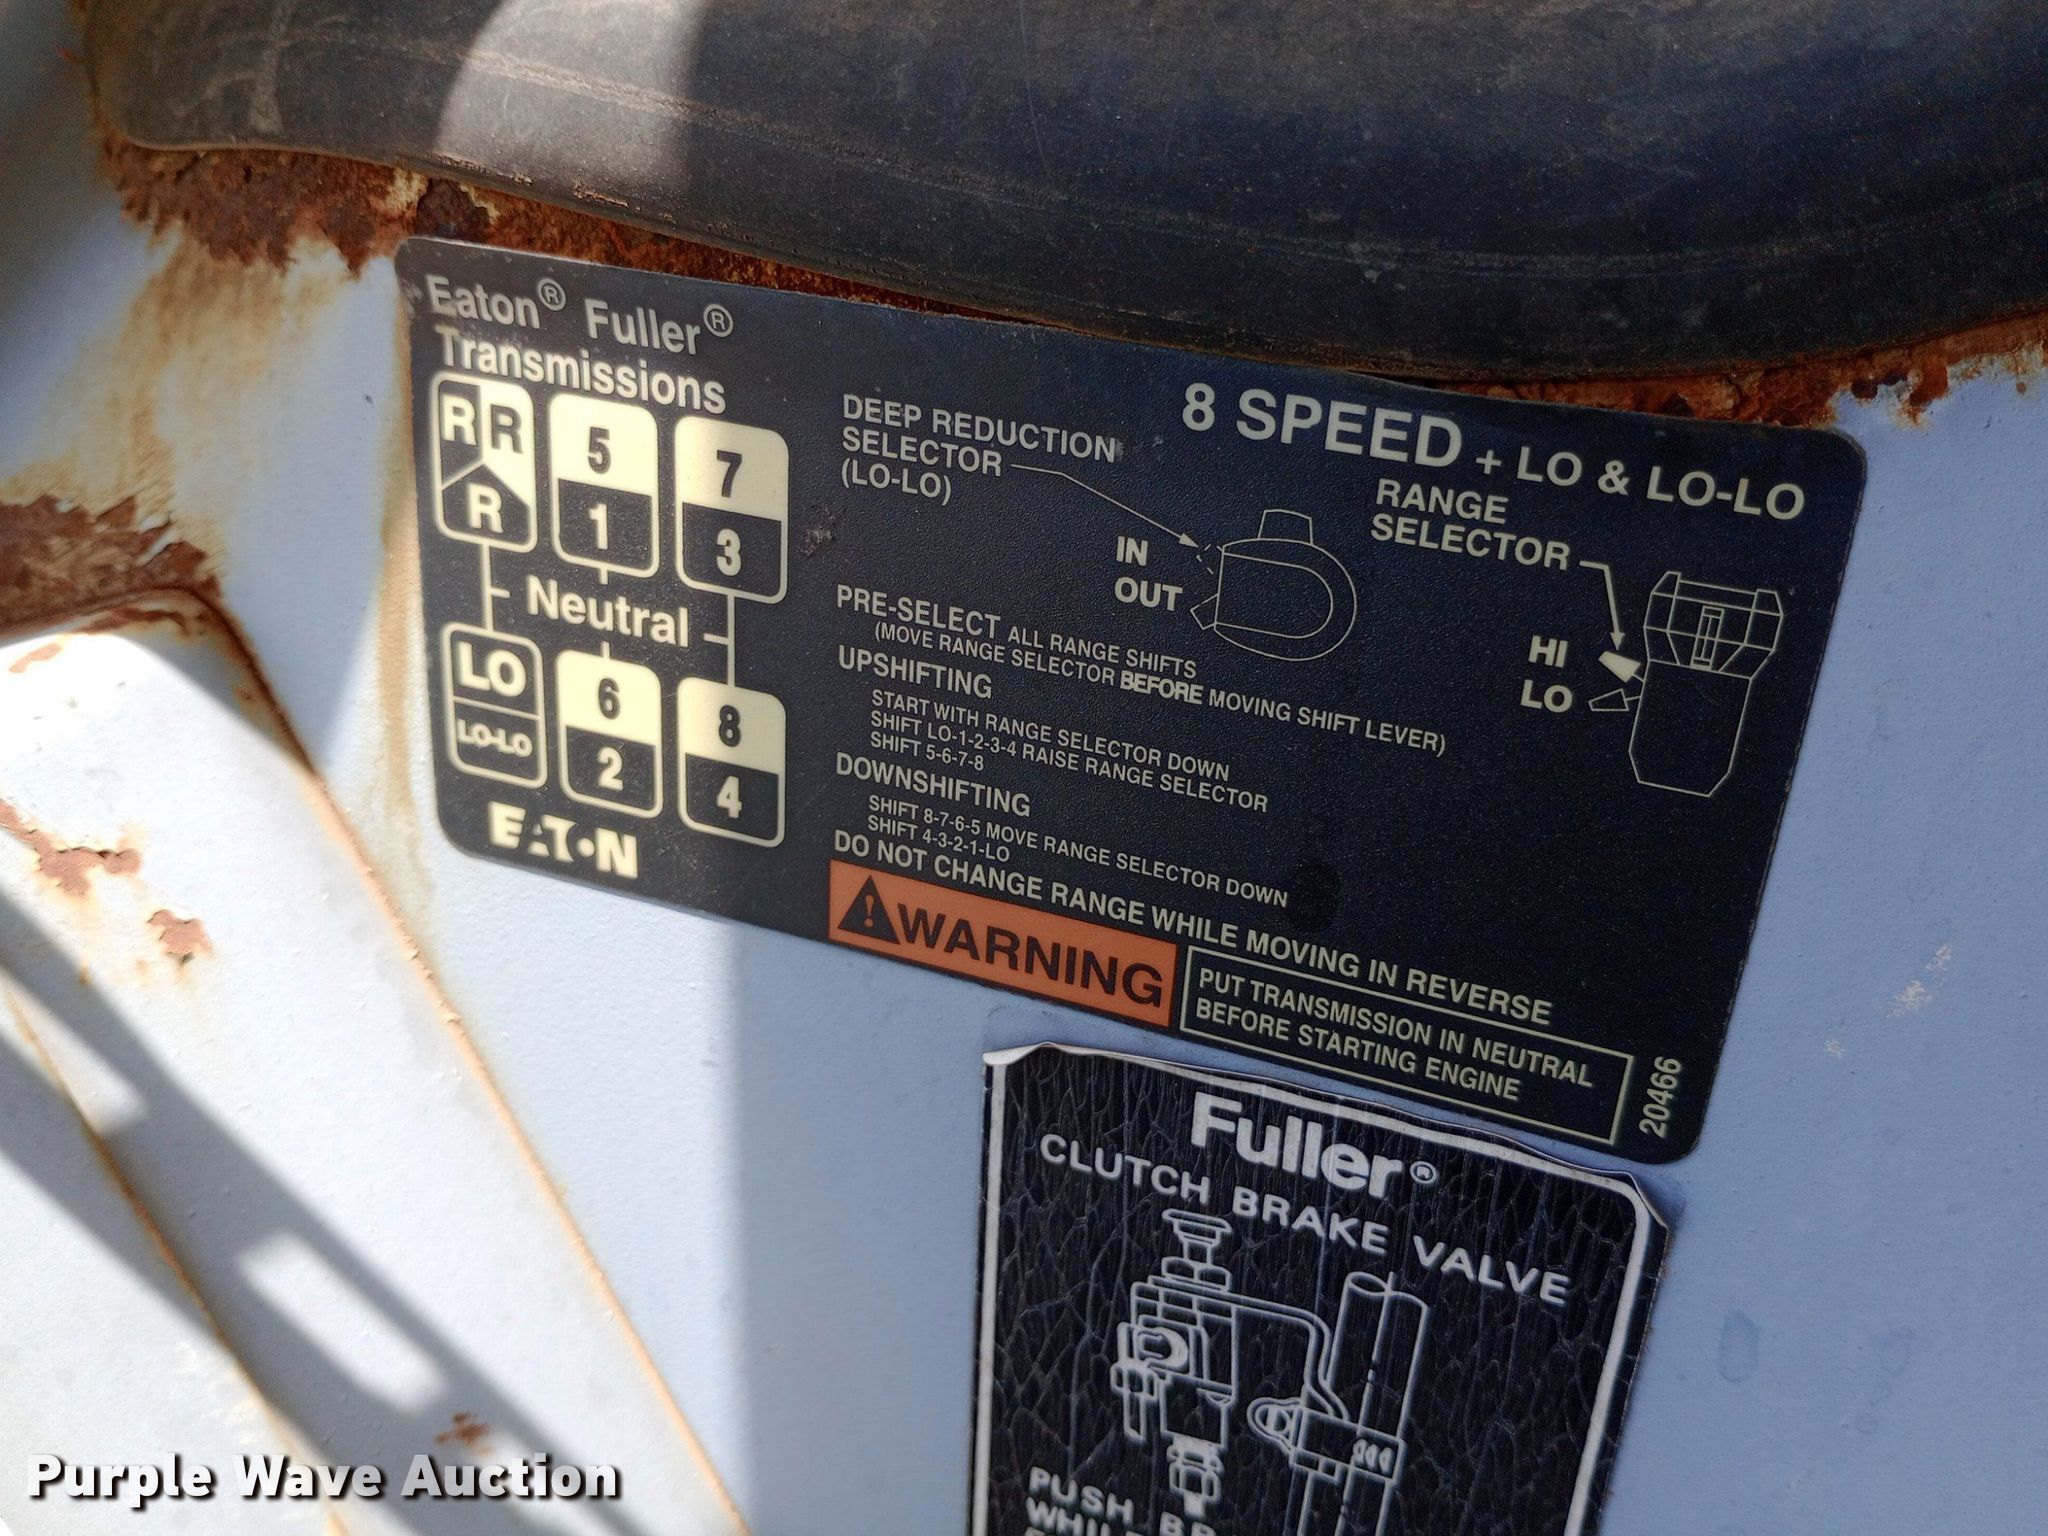 Eaton® Fuller®
Transmissions
R R 5 7
R 1 3
Neutral
LO 6 8
LO-LO 2 4
EATON
8 SPEED + LO & LO-LO
DEEP REDUCTION
SELECTOR
(LO-LO)
IN
OUT
RANGE
SELECTOR
HI
LO
PRE-SELECT ALL RANGE SHIFTS
(MOVE RANGE SELECTOR BEFORE MOVING SHIFT LEVER)
UPSHIFTING
START WITH RANGE SELECTOR DOWN
SHIFT LO-1-2-3-4 RAISE RANGE SELECTOR
SHIFT 5-6-7-8
DOWNSHIFTING
SHIFT 8-7-6-5 MOVE RANGE SELECTOR DOWN
SHIFT 4-3-2-1-LO
DO NOT CHANGE RANGE WHILE MOVING IN REVERSE
WARNING
PUT TRANSMISSION IN NEUTRAL
BEFORE STARTING ENGINE
20466
Fuller®
CLUTCH BRAKE VALVE
PUSH
Purple Wave Auction